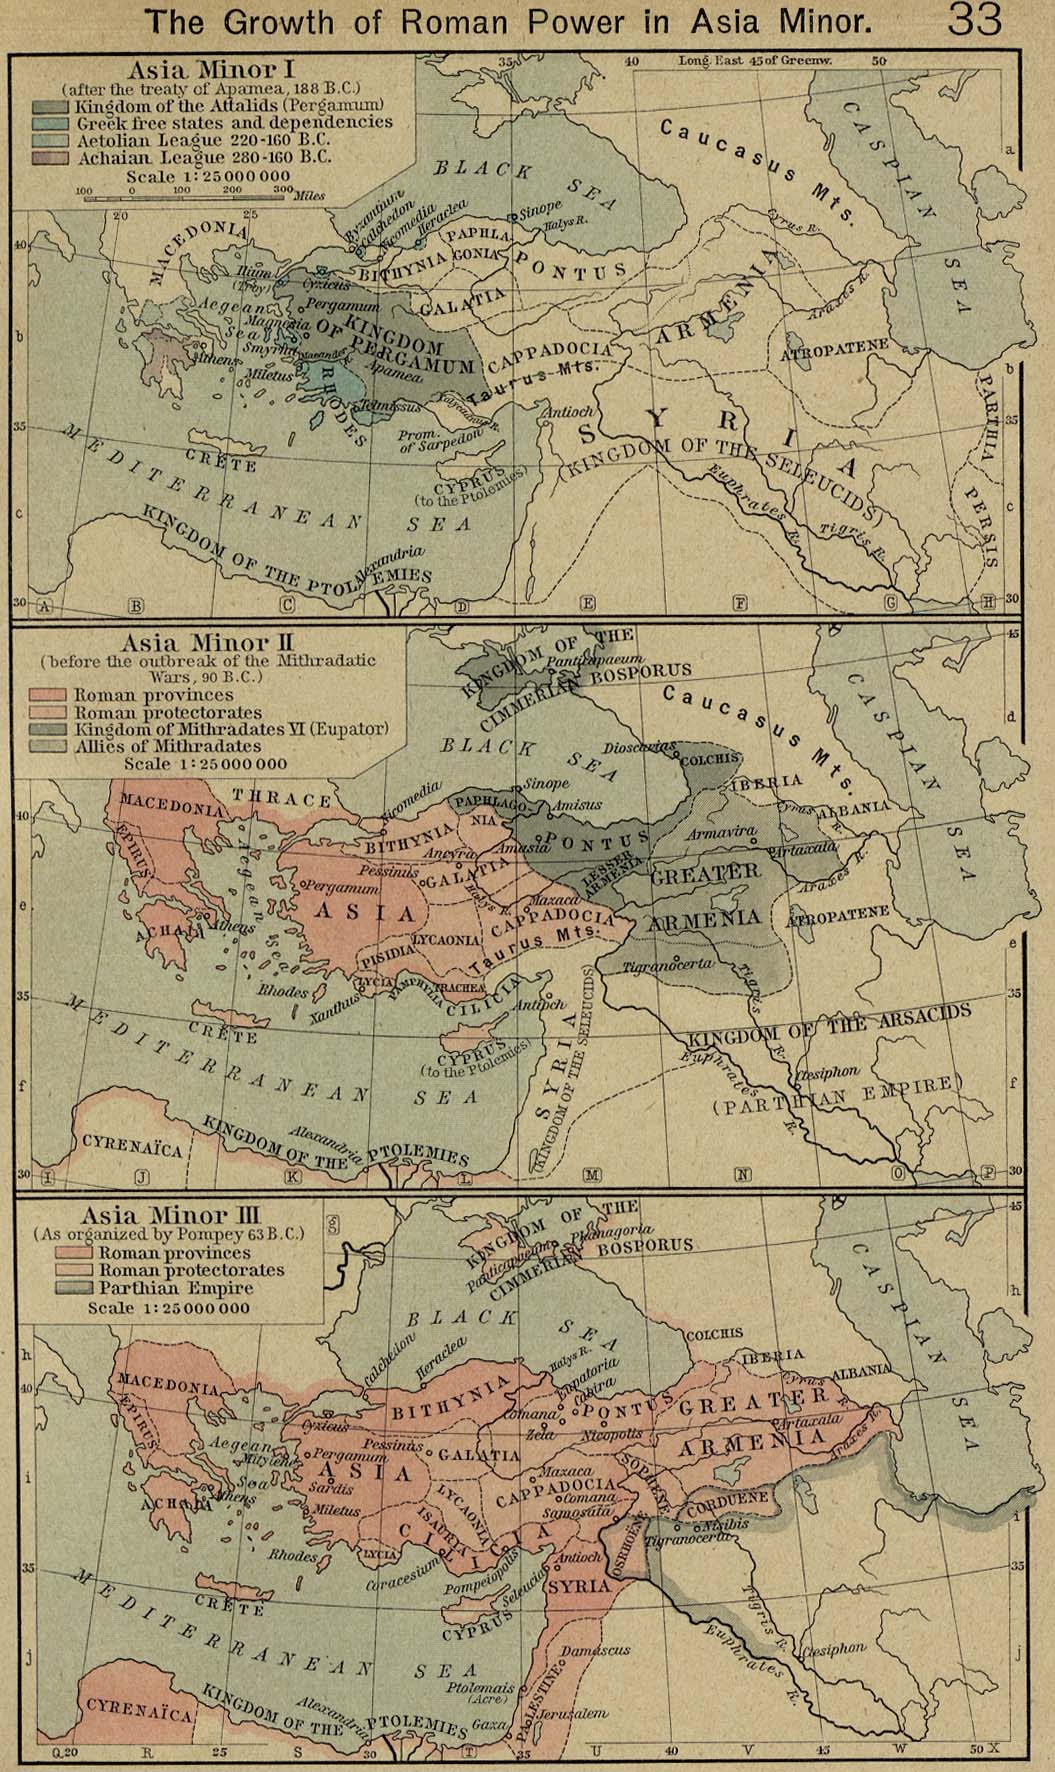 The Growth of Roman Power in Asia Minor.
33
Asia Minor I
(after the treaty of Apamea, 188 B.C.)
Kingdom of the Attalids (Pergamum)
Greek free states and dependencies
Aetolian League 220-160 B.C.
Achaian League 280-160 B.C.
Scale 1:25000000
100 0 100 200 300 Miles
35
40
Long. East 45 of Greenw.
50
20
25
Caucasus Mts.
CASPIAN SEA
BLACK SEA
Byzantium
Calchedon
Nicomedia
Heraclea
Sinope
Halys R.
Cyrus R.
MACEDONIA
PAPHLAGONIA
BITHYNIA
PONTUS
Ilium
(Troy)
Cyzicus
GALATIA
ARMENIA
Araxes R.
Aegean Sea
Pergamum
Magnesia
KINGDOM OF PERGAMUM
Smyrna
Maeander
Apamea
CAPPADOCIA
ATROPATENE
Athens
Miletus
Taurus Mts.
RHODES
Telmissus
Calycadnus R.
Antioch
PARTHIA
Prom. of Sarpedon
SYRIA
(KINGDOM OF THE SELEUCIDS)
CRETE
CYPRUS
(to the Ptolemies)
MEDITERRANEAN SEA
Euphrates R.
Tigris R.
PERSIS
KINGDOM OF THE PTOLEMIES
Alexandria
40
35
30
a
b
c
35
30
A B C D E F G H
Asia Minor II
(before the outbreak of the Mithradatic
Wars, 90 B.C.)
Roman provinces
Roman protectorates
Kingdom of Mithradates VI (Eupator)
Allies of Mithradates
Scale 1:25000000
KINGDOM OF THE CIMMERIAN BOSPORUS
Panticapaeum
Caucasus Mts.
CASPIAN SEA
BLACK SEA
Dioscurias
COLCHIS
IBERIA
Cyrus R.
ALBANIA
MACEDONIA
THRACE
Nicomedia
Sinope
PAPHLAGONIA
Amisus
EPIRUS
BITHYNIA
Amasia
PONTUS
Armavira
Artaxata
Ancyra
Pessinus
GALATIA
LESSER ARMENIA
GREATER ARMENIA
Araxes R.
Aegean Sea
Pergamum
ASIA
Halys R.
Mazaca
CAPPADOCIA
ATROPATENE
ACHAIA
Athens
LYCAONIA
PISIDIA
Taurus Mts.
Tigranocerta
Tigris R.
LYCIA
PAMPHYLIA
TRACHEA
CILICIA
Rhodes
Xanthus
Antioch
CRETE
CYPRUS
(to the Ptolemies)
SYRIA
(KINGDOM OF THE SELEUCIDS)
KINGDOM OF THE ARSACIDS
(PARTHIAN EMPIRE)
Euphrates R.
Ctesiphon
MEDITERRANEAN SEA
CYRENAÏCA
KINGDOM OF THE PTOLEMIES
Alexandria
40
35
30
45
35
30
d
e
f
I J K L M N O P
Asia Minor III
(As organized by Pompey 63 B.C.)
Roman provinces
Roman protectorates
Parthian Empire
Scale 1:25000000
g
KINGDOM OF THE CIMMERIAN BOSPORUS
Phanagoria
Panticapaeum
CASPIAN SEA
BLACK SEA
COLCHIS
IBERIA
Cyrus R.
ALBANIA
Calchedon
Heraclea
Halys R.
Eupatoria
Cabira
MACEDONIA
EPIRUS
BITHYNIA
Comana
PONTUS
GREATER ARMENIA
Artaxata
Araxes R.
Cyzicus
Zela
Nicopolis
Aegean Sea
Mitylene
Pergamum
Pessinus
GALATIA
ASIA
Sardis
Mazaca
CAPPADOCIA
Comana
SOPHENE
Samosata
CORDUENE
Nisibis
Tigranocerta
ACHAIA
Athens
Miletus
LYCAONIA
ISAURIA
CILICIA
OSRHOËNE
Rhodes
LYCIA
Coracesium
Pompeiopolis
Seleucia
Antioch
SYRIA
CRETE
CYPRUS
MEDITERRANEAN SEA
Damascus
Tigris R.
Euphrates R.
Ctesiphon
Ptolemais
(Acre)
PALESTINE
Jerusalem
Gaza
CYRENAÏCA
KINGDOM OF THE PTOLEMIES
Alexandria
h
40
i
35
j
45
h
i
35
j
Q 20 R 25 S 30 T 35 U 40 V 45 W 50 X